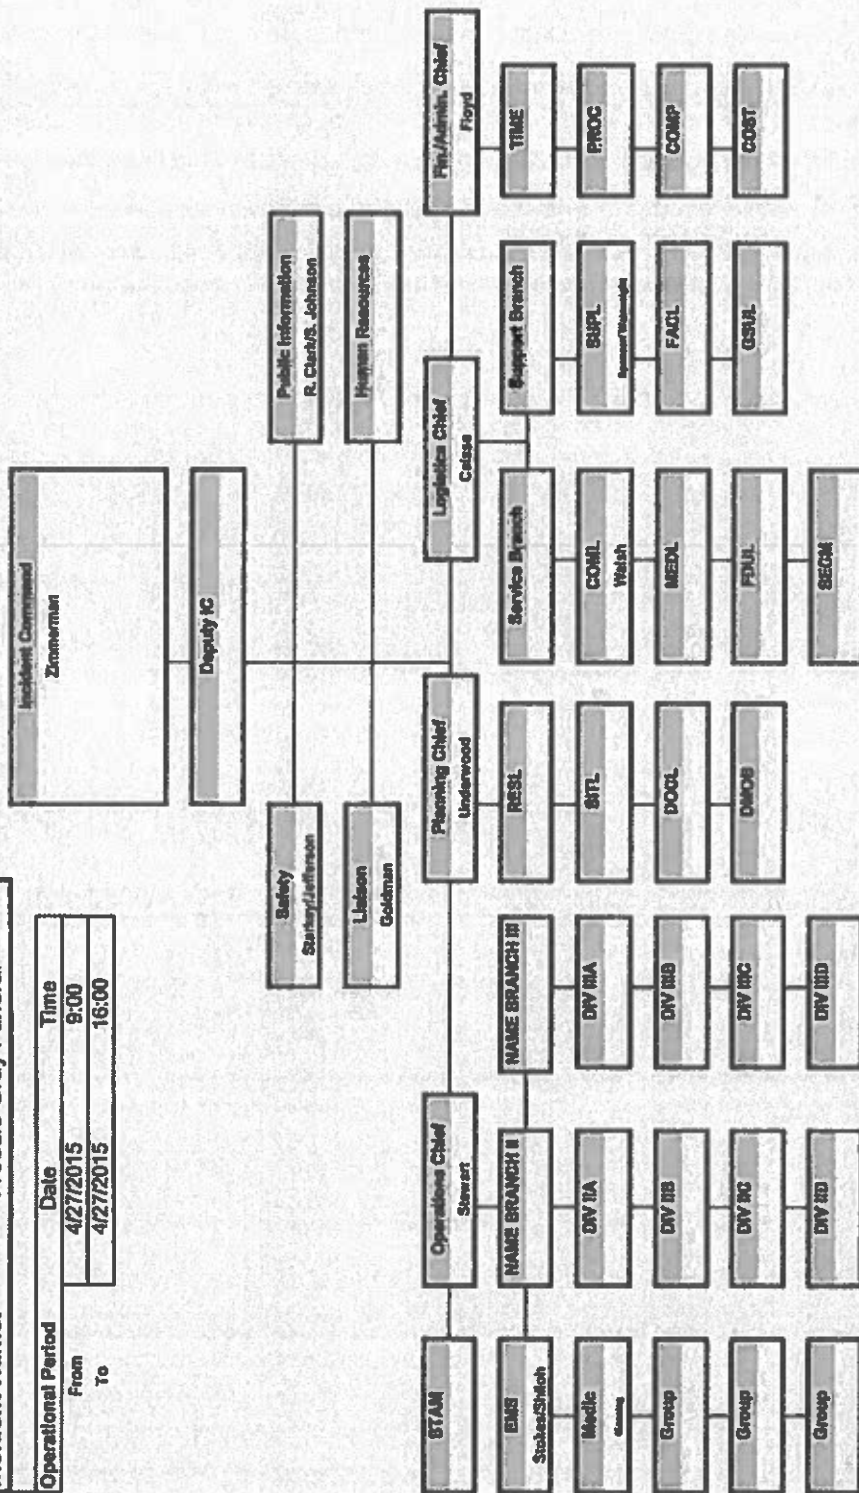 Operational Period Date Time
From 4/27/2015 9:00
To 4/27/2015 16:00
Incident Command
Zimmerman
Deputy IC
Safety
Starkey/Jefferson
Public Information
R. Clark/S. Johnson
Liaison
Goldman
Human Resources
STAM
Operations Chief
Stewart
Planning Chief
Underwood
Logistics Chief
Caisse
Fin./Admin. Chief
Floyd
EMS
Stokes/Shiloh
NAME BRANCH II
NAME BRANCH III
RESL
Service Branch
Support Branch
TIME
Medic
DIV IIA
DIV IIIA
SITL
COML
Walsh
SUPL
PROC
Group
DIV IIB
DIV IIIB
DOCL
MEDL
FACL
COMP
Group
DIV IIC
DIV IIIC
DMOB
FDUL
GSUL
COST
Group
DIV IID
DIV IIID
SECM